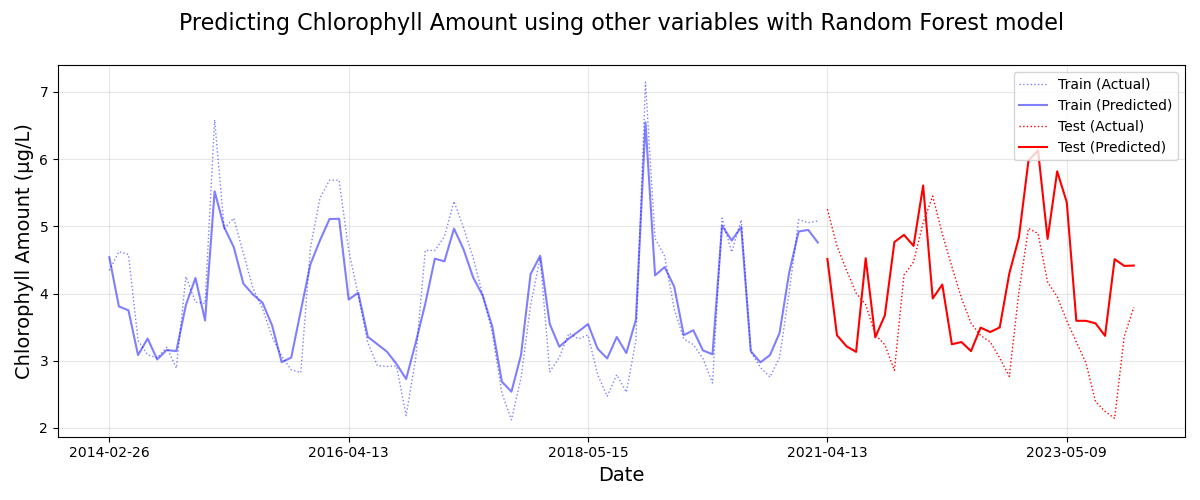 Predicting Chlorophyll Amount using other variables with Random Forest model
Chlorophyll Amount (µg/L)
7
6
5
4
3
2
Train (Actual)
Train (Predicted)
Test (Actual)
Test (Predicted)
2014-02-26
2016-04-13
2018-05-15
2021-04-13
2023-05-09
Date